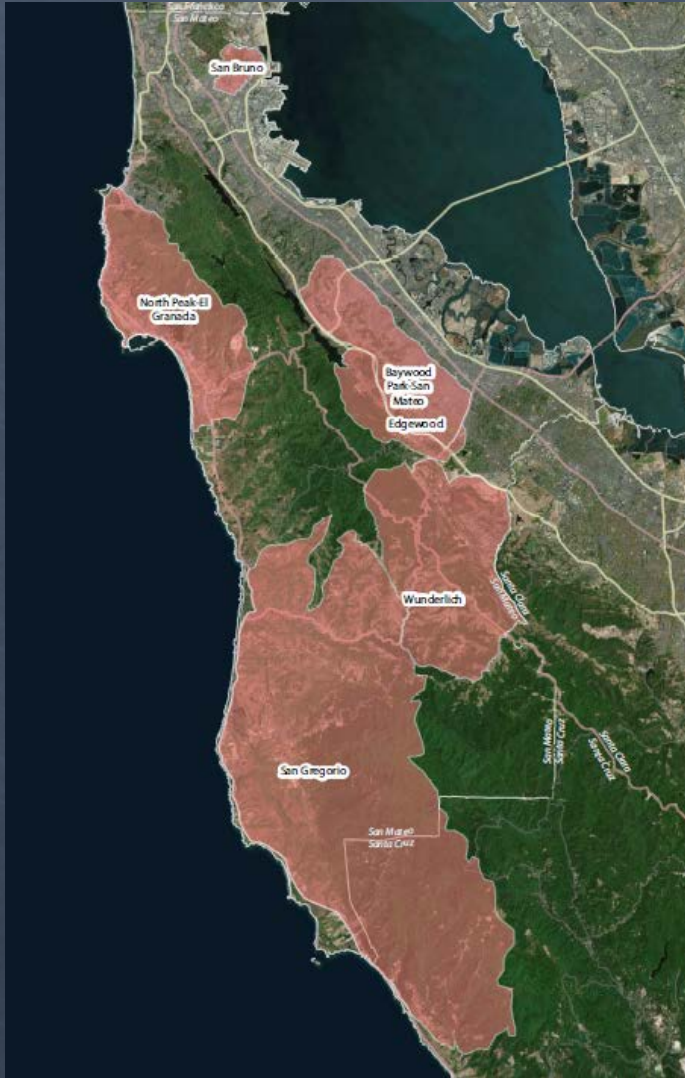 San Francisco
San Mateo
San Bruno
North Peak-El
Granada
Baywood
Park-San
Mateo
Edgewood
Wunderlich
Santa Clara
San Mateo
San Mateo
Santa Cruz
Santa Clara
Santa Cruz
San Gregorio
San Mateo
Santa Cruz